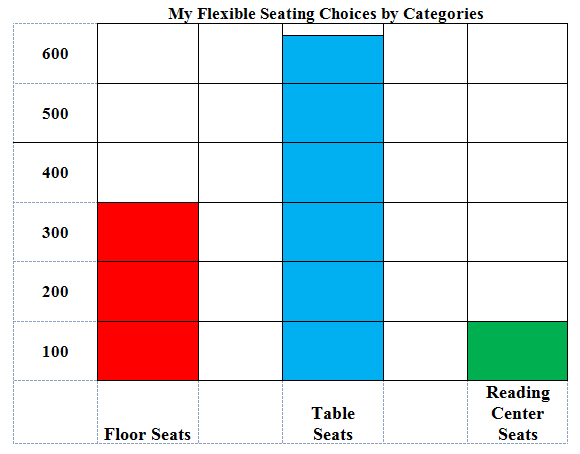 My Flexible Seating Choices by Categories
600
500
400
300
200
100
Floor Seats
Table
Seats
Reading
Center
Seats